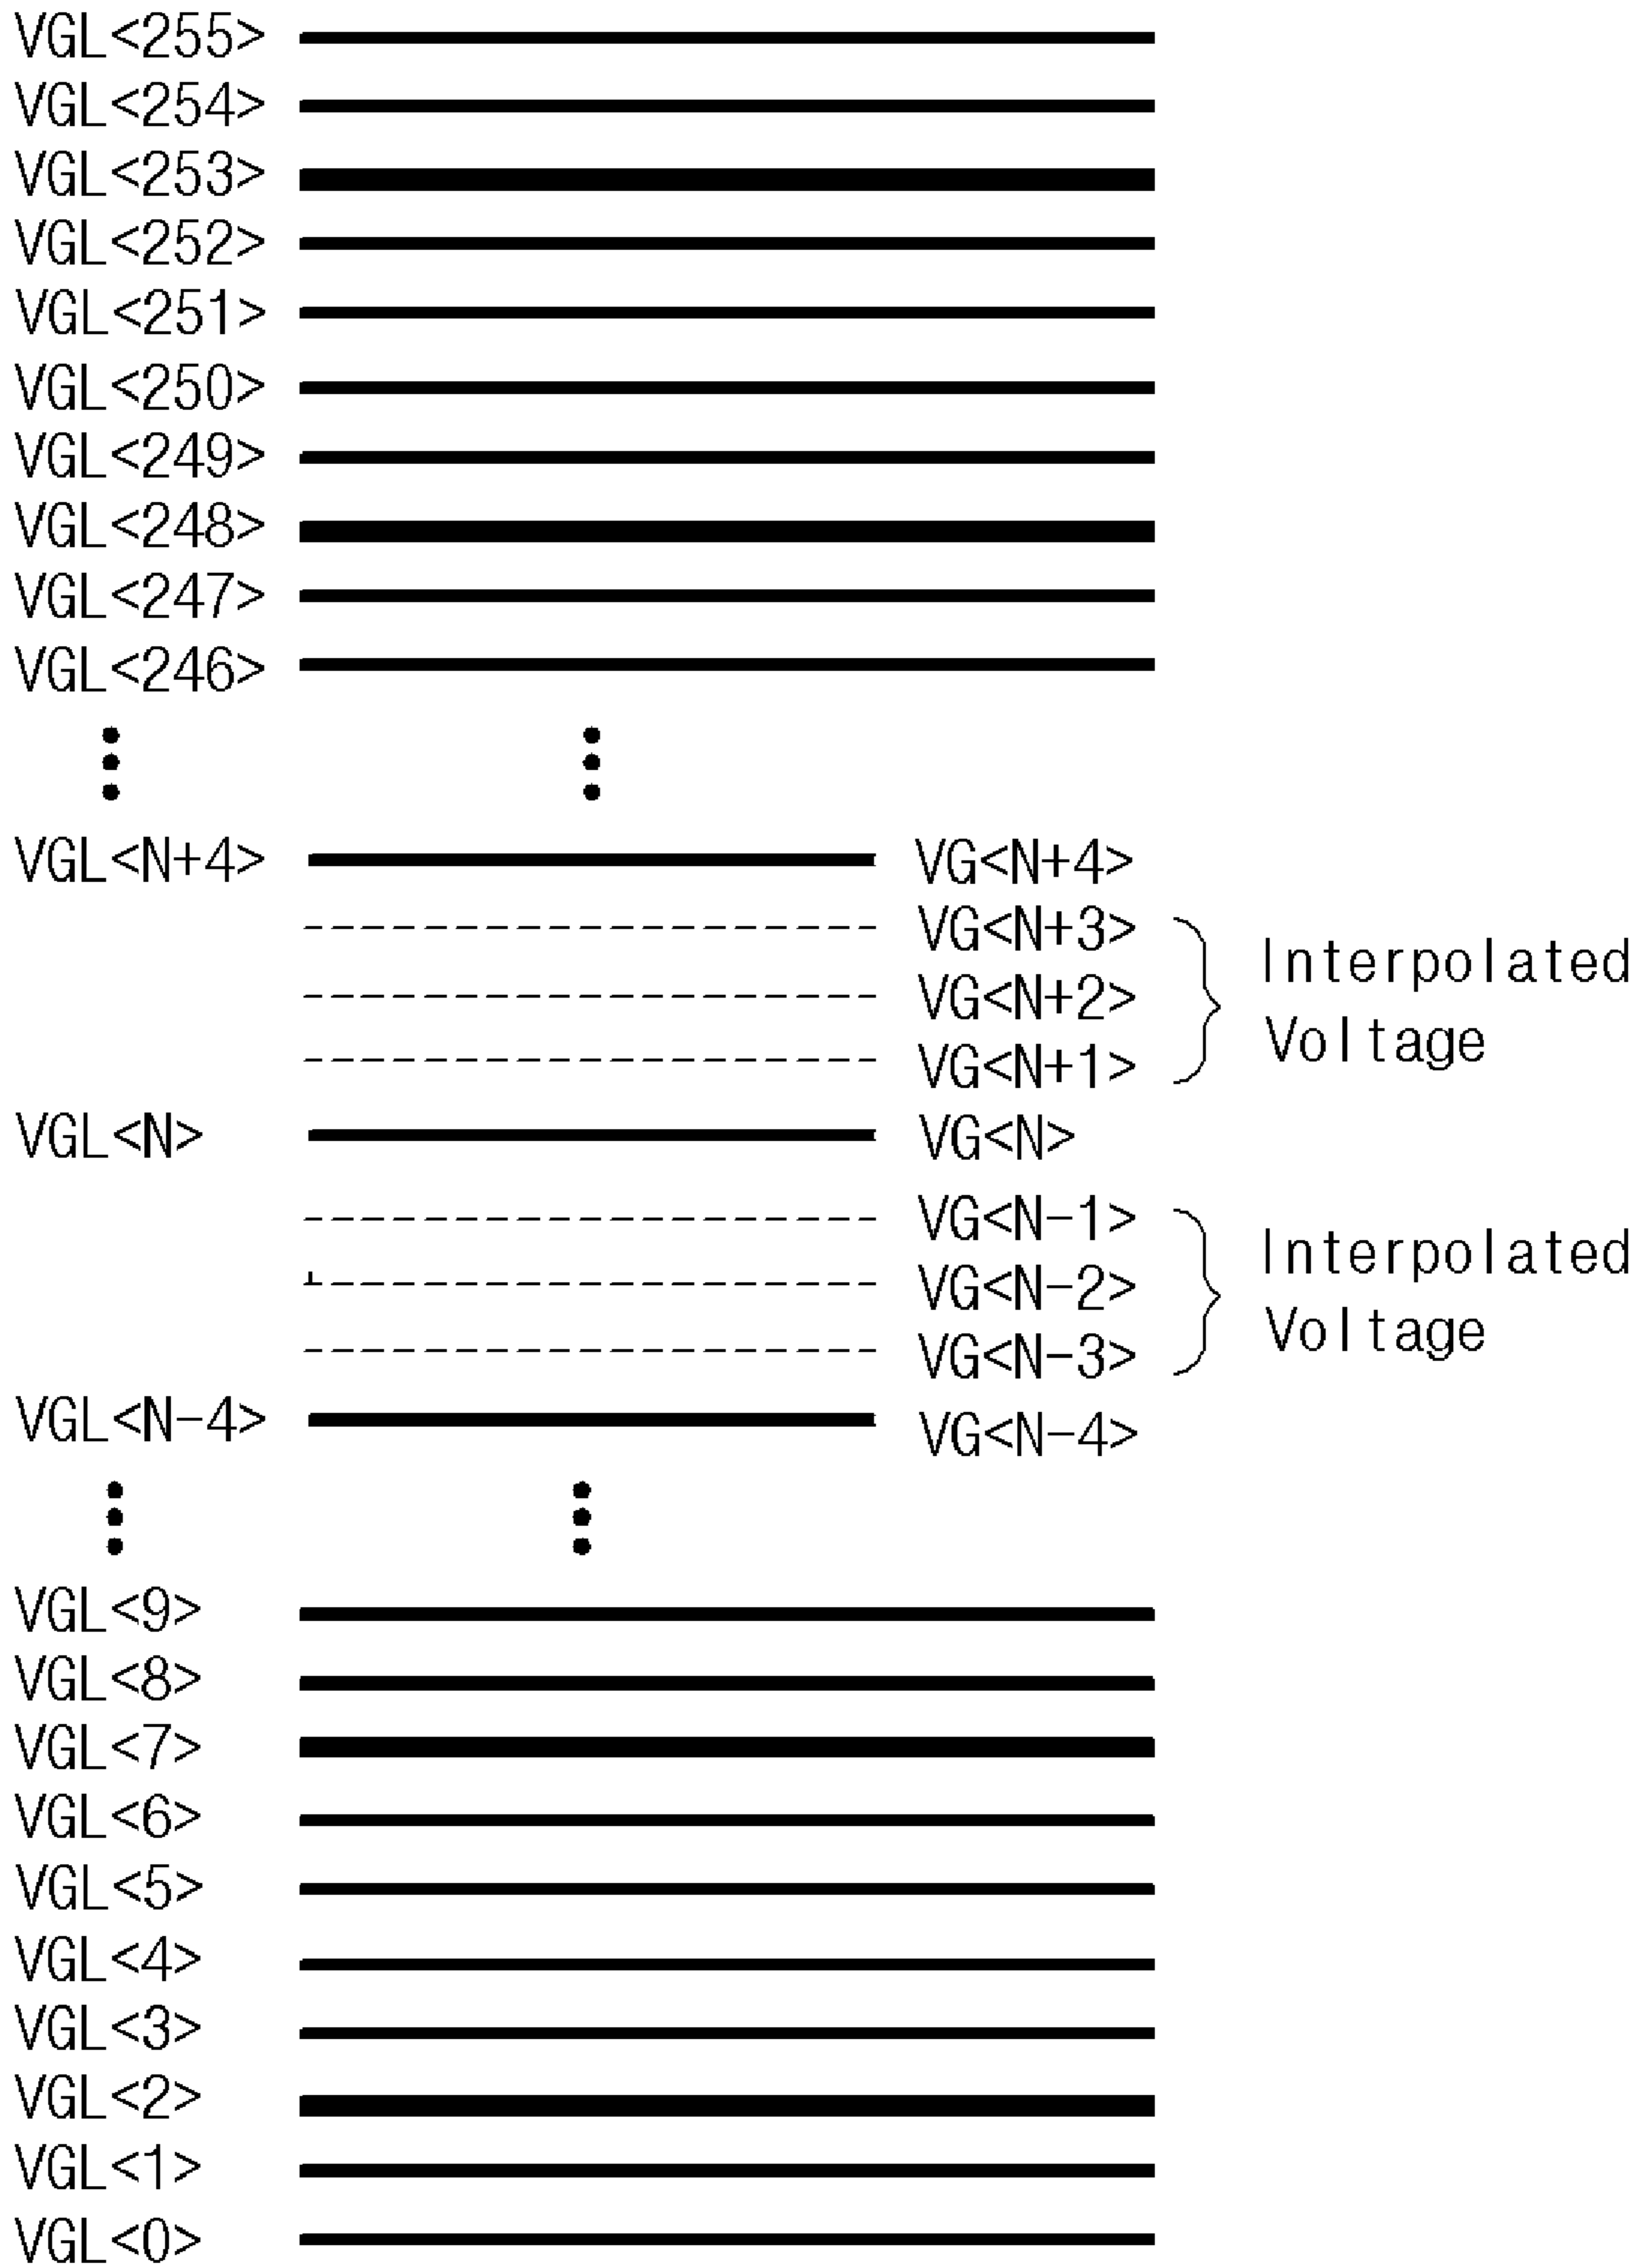 VGL<255>
VGL<254>
VGL<253>
VGL<252>
VGL<251>
VGL<250>
VGL<249>
VGL<248>
VGL<247>
VGL<246>
VGL<N+4> VG<N+4>
VG<N+3>
VG<N+2>
VG<N+1>
Interpolated
Voltage
VGL<N> VG<N>
VG<N-1>
VG<N-2>
VG<N-3>
Interpolated
Voltage
VGL<N-4> VG<N-4>
VGL<9>
VGL<8>
VGL<7>
VGL<6>
VGL<5>
VGL<4>
VGL<3>
VGL<2>
VGL<1>
VGL<0>